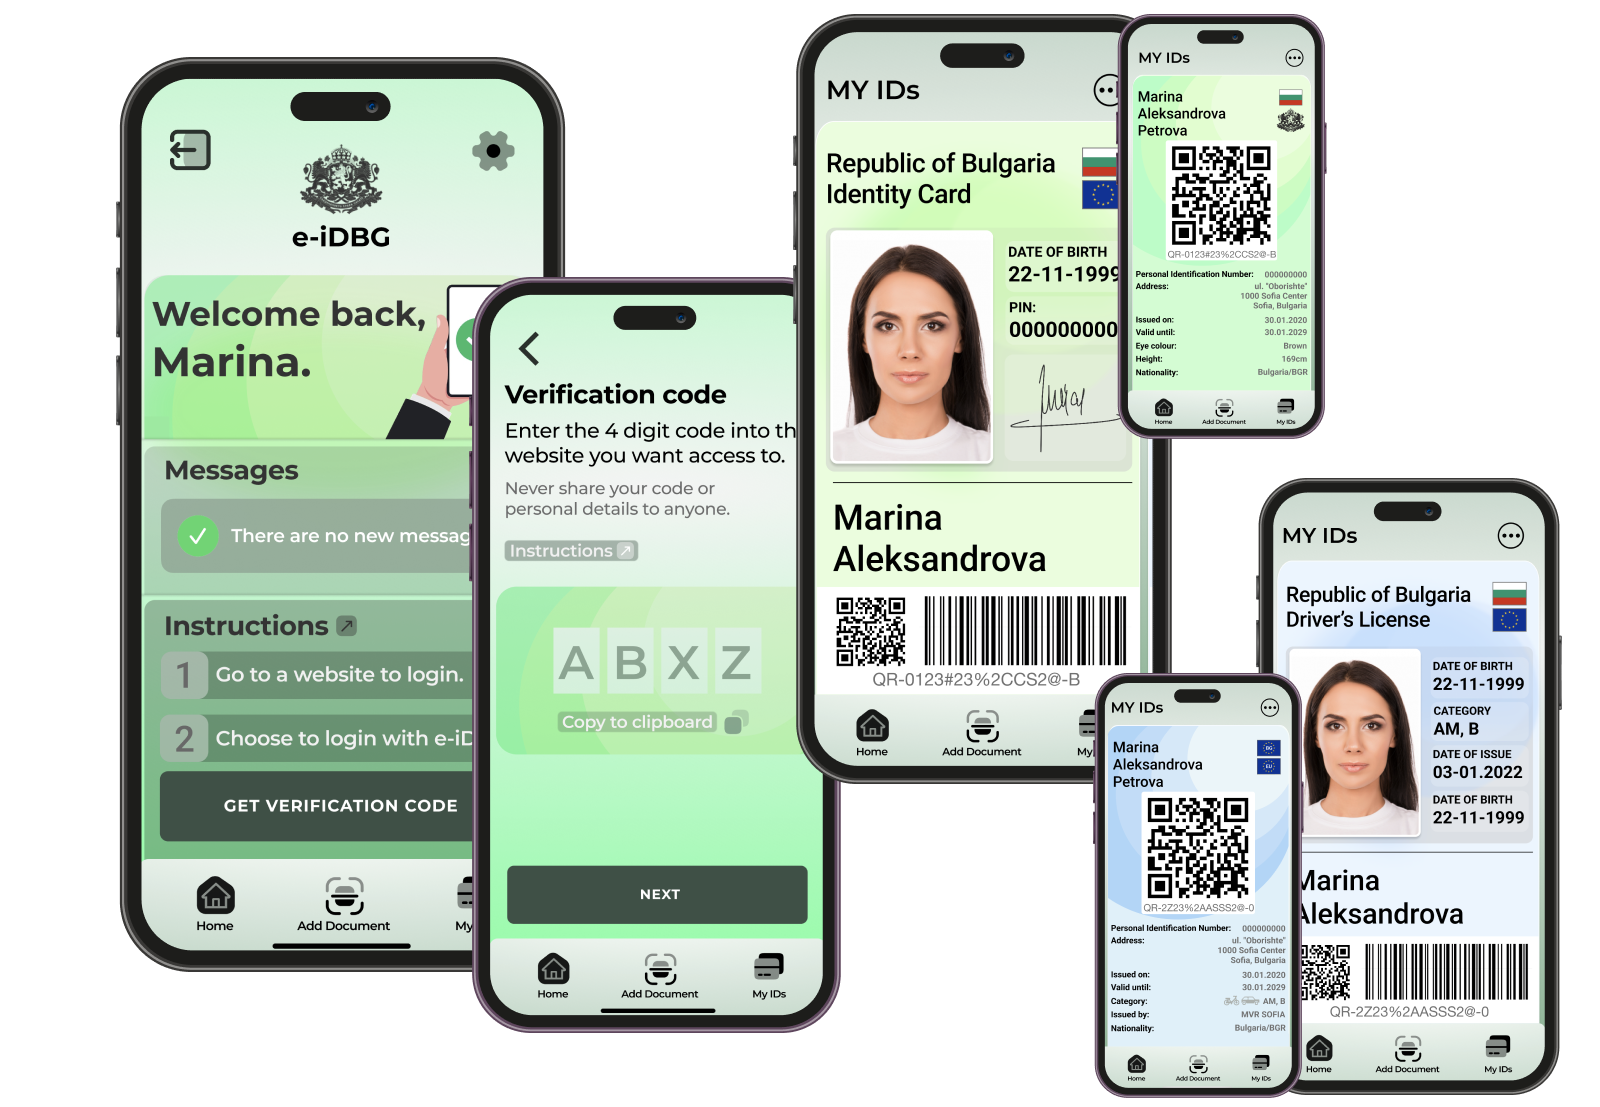 e-iDBG
Welcome back,
Marina.
Messages
There are no new messag
Instructions
1
Go to a website to login.
2
Choose to login with e-iD
GET VERIFICATION CODE
Home
Add Document
My
Verification code
Enter the 4 digit code into th
website you want access to.
Never share your code or
personal details to anyone.
Instructions
A B X Z
Copy to clipboard
NEXT
Home
Add Document
My IDs
MY IDs
Republic of Bulgaria
Identity Card
DATE OF BIRTH
22-11-1999
PIN:
000000000
Marina
Aleksandrova
QR-0123#23%2CCS2@-B
Home
Add Document
My
MY IDs
Marina
Aleksandrova
Petrova
QR-0123#23%2CCS2@-B
Personal Identification Number: 000000000
Address: ul. "Oborishte"
1000 Sofia Center
Sofia, Bulgaria
Issued on: 30.01.2020
Valid until: 30.01.2029
Eye colour: Brown
Height: 169cm
Nationality: Bulgaria/BGR
Home
Add Document
My IDs
MY IDs
Marina
Aleksandrova
Petrova
BG
EU
QR-2Z23%2AASSS2@-0
Personal Identification Number: 000000000
Address: ul. "Oborishte"
1000 Sofia Center
Sofia, Bulgaria
Issued on: 30.01.2020
Valid until: 30.01.2029
Category: AM, B
Issued by: MVR SOFIA
Nationality: Bulgaria/BGR
Home
Add Document
My IDs
MY IDs
Republic of Bulgaria
Driver's License
DATE OF BIRTH
22-11-1999
CATEGORY
AM, B
DATE OF ISSUE
03-01.2022
DATE OF BIRTH
22-11-1999
Marina
Aleksandrova
QR-2Z23%2AASSS2@-0
Home
Add Document
My IDs